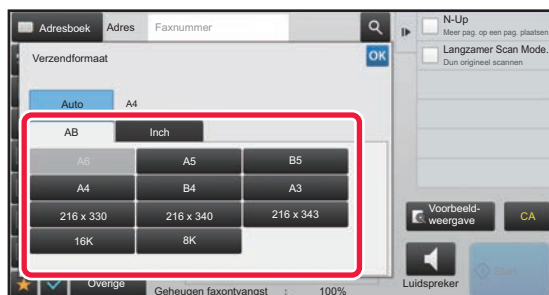 Adresboek Adres Faxnummer
N-Up
Meer pag. op een pag. plaatsen
Verzendformaat OK
Langzamer Scan Mode.
Dun origineel scannen
Auto A4
AB Inch
A6 A5 B5
A4 B4 A3
216 x 330 216 x 340 216 x 343
16K 8K
Voorbeeld-
weergave
CA
Overige
Geheugen faxontvangst : 100%
Luidspreker
Start